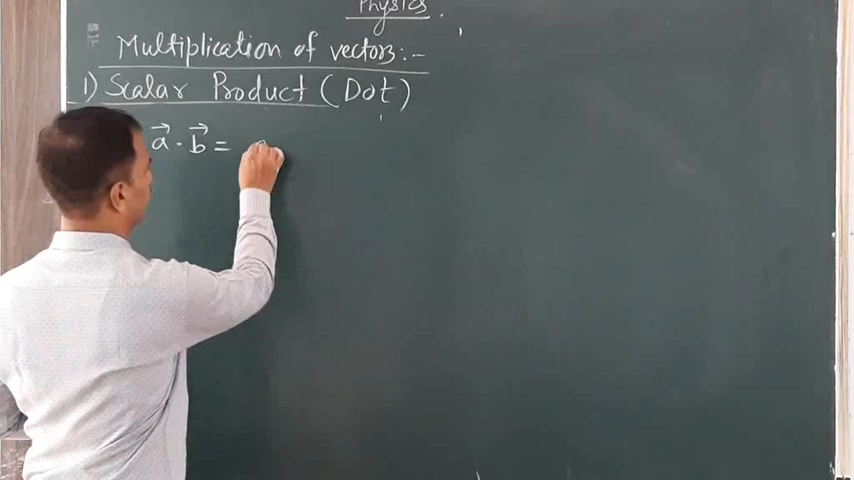 Physics
Multiplication of vectors:-
1) Scalar Product (Dot)
a⃗ · b⃗ =